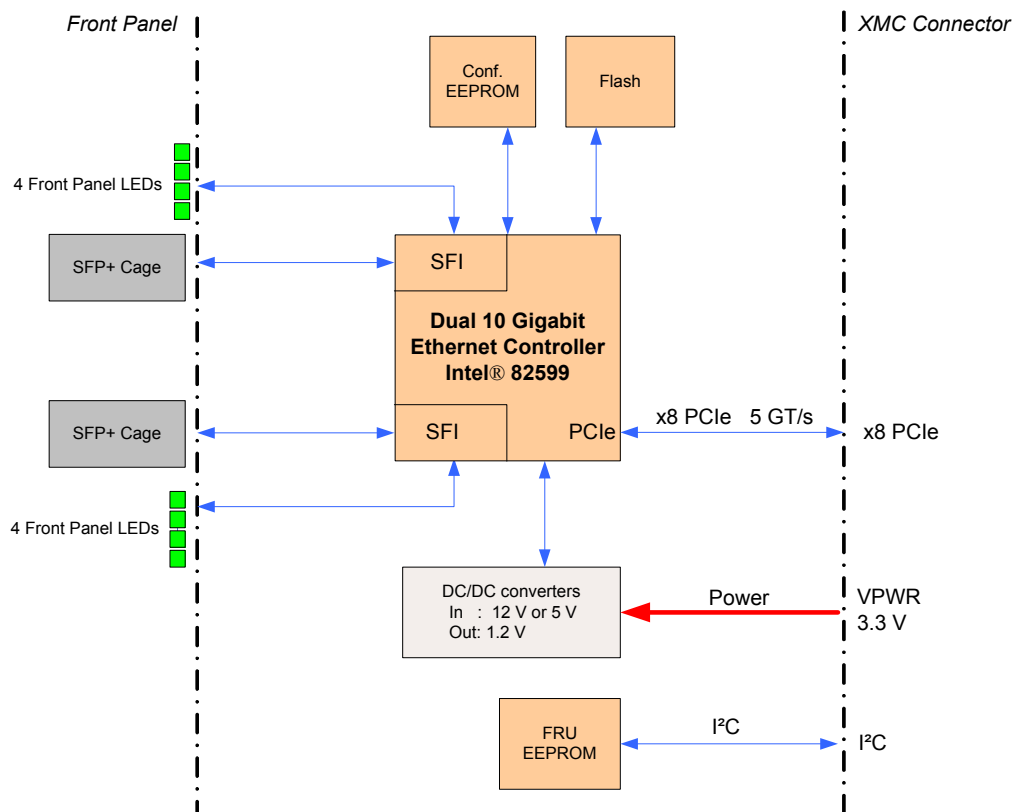 Front Panel
XMC Connector
Conf.
EEPROM
Flash
4 Front Panel LEDs
SFP+ Cage
SFI
Dual 10 Gigabit
Ethernet Controller
Intel® 82599
SFP+ Cage
SFI
PCIe
x8 PCIe 5 GT/s
x8 PCIe
4 Front Panel LEDs
DC/DC converters
In : 12 V or 5 V
Out: 1.2 V
Power
VPWR
3.3 V
FRU
EEPROM
I²C
I²C